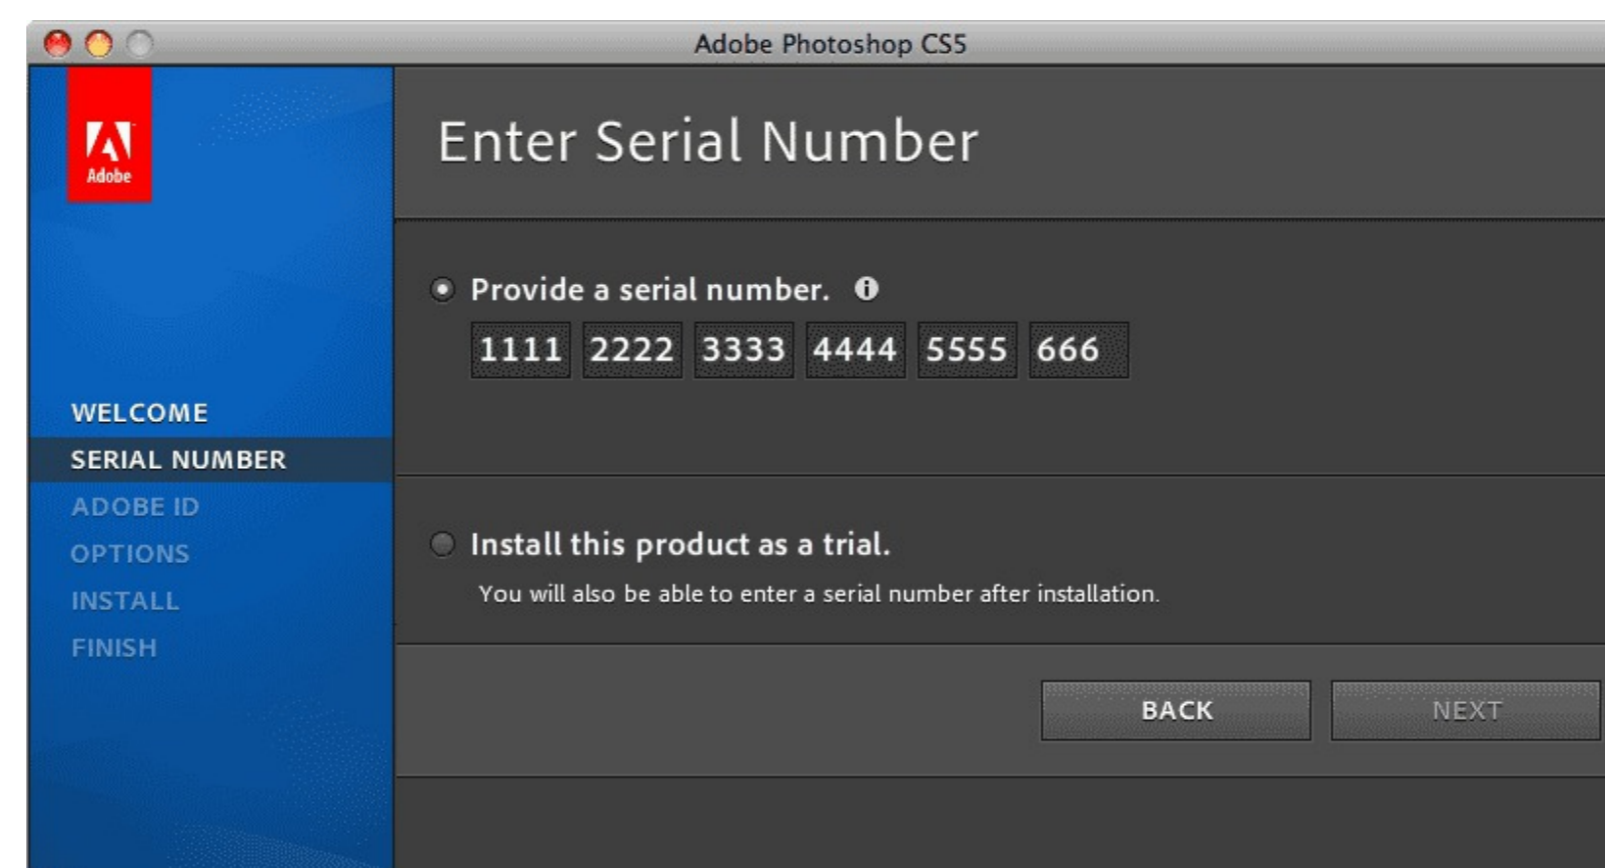 Adobe Photoshop CS5
Adobe
Enter Serial Number
Provide a serial number.
1111 2222 3333 4444 5555 666
WELCOME
SERIAL NUMBER
ADOBE ID
OPTIONS
INSTALL
FINISH
Install this product as a trial.
You will also be able to enter a serial number after installation.
BACK NEXT